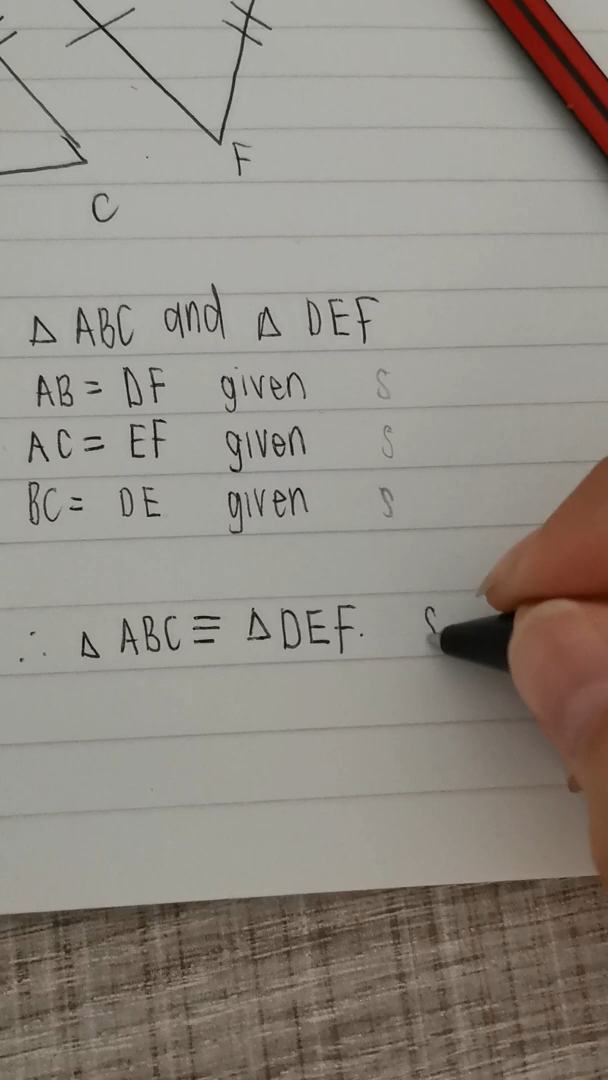 F
C
△ ABC and △ DEF
AB = DF given S
AC = EF given S
BC = DE given S
∴ △ ABC ≡ △ DEF. S